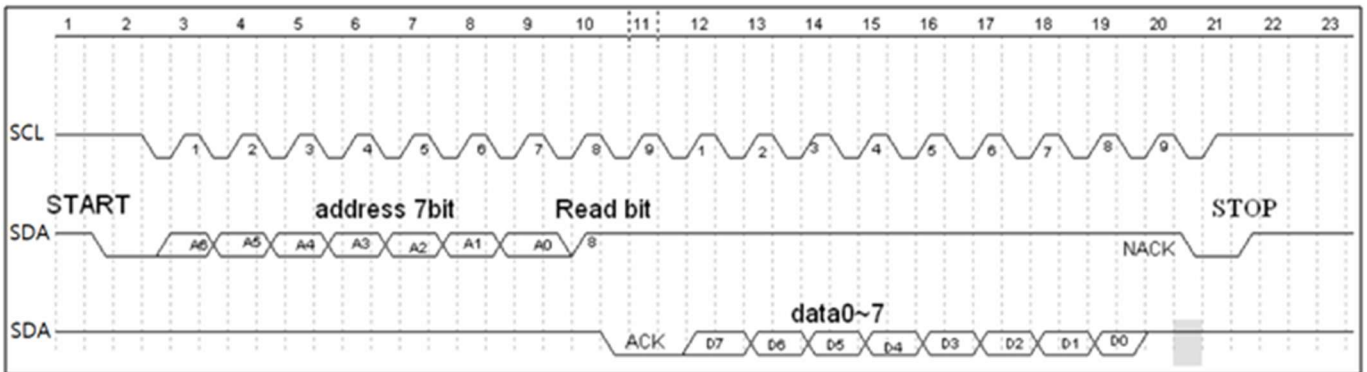 1 2 3 4 5 6 7 8 9 10 11 12 13 14 15 16 17 18 19 20 21 22 23
SCL 1 2 3 4 5 6 7 8 9 1 2 3 4 5 6 7 8 9
START address 7bit Read bit STOP
SDA A6 A5 A4 A3 A2 A1 A0 8 NACK
data0~7
SDA ACK D7 D6 D5 D4 D3 D2 D1 D0